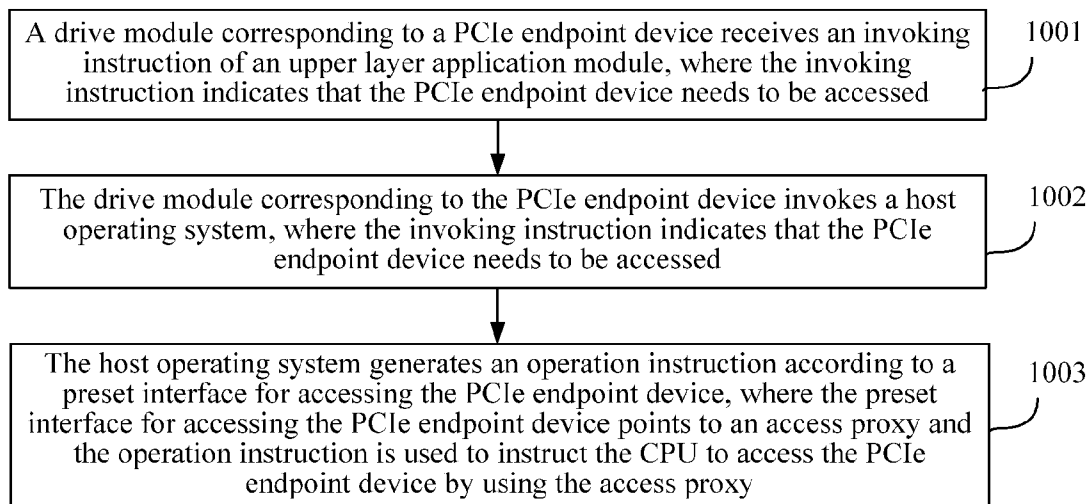 A drive module corresponding to a PCIe endpoint device receives an invoking
instruction of an upper layer application module, where the invoking
instruction indicates that the PCIe endpoint device needs to be accessed
1001
The drive module corresponding to the PCIe endpoint device invokes a host
operating system, where the invoking instruction indicates that the PCIe
endpoint device needs to be accessed
1002
The host operating system generates an operation instruction according to a
preset interface for accessing the PCIe endpoint device, where the preset
interface for accessing the PCIe endpoint device points to an access proxy and
the operation instruction is used to instruct the CPU to access the PCIe
endpoint device by using the access proxy
1003